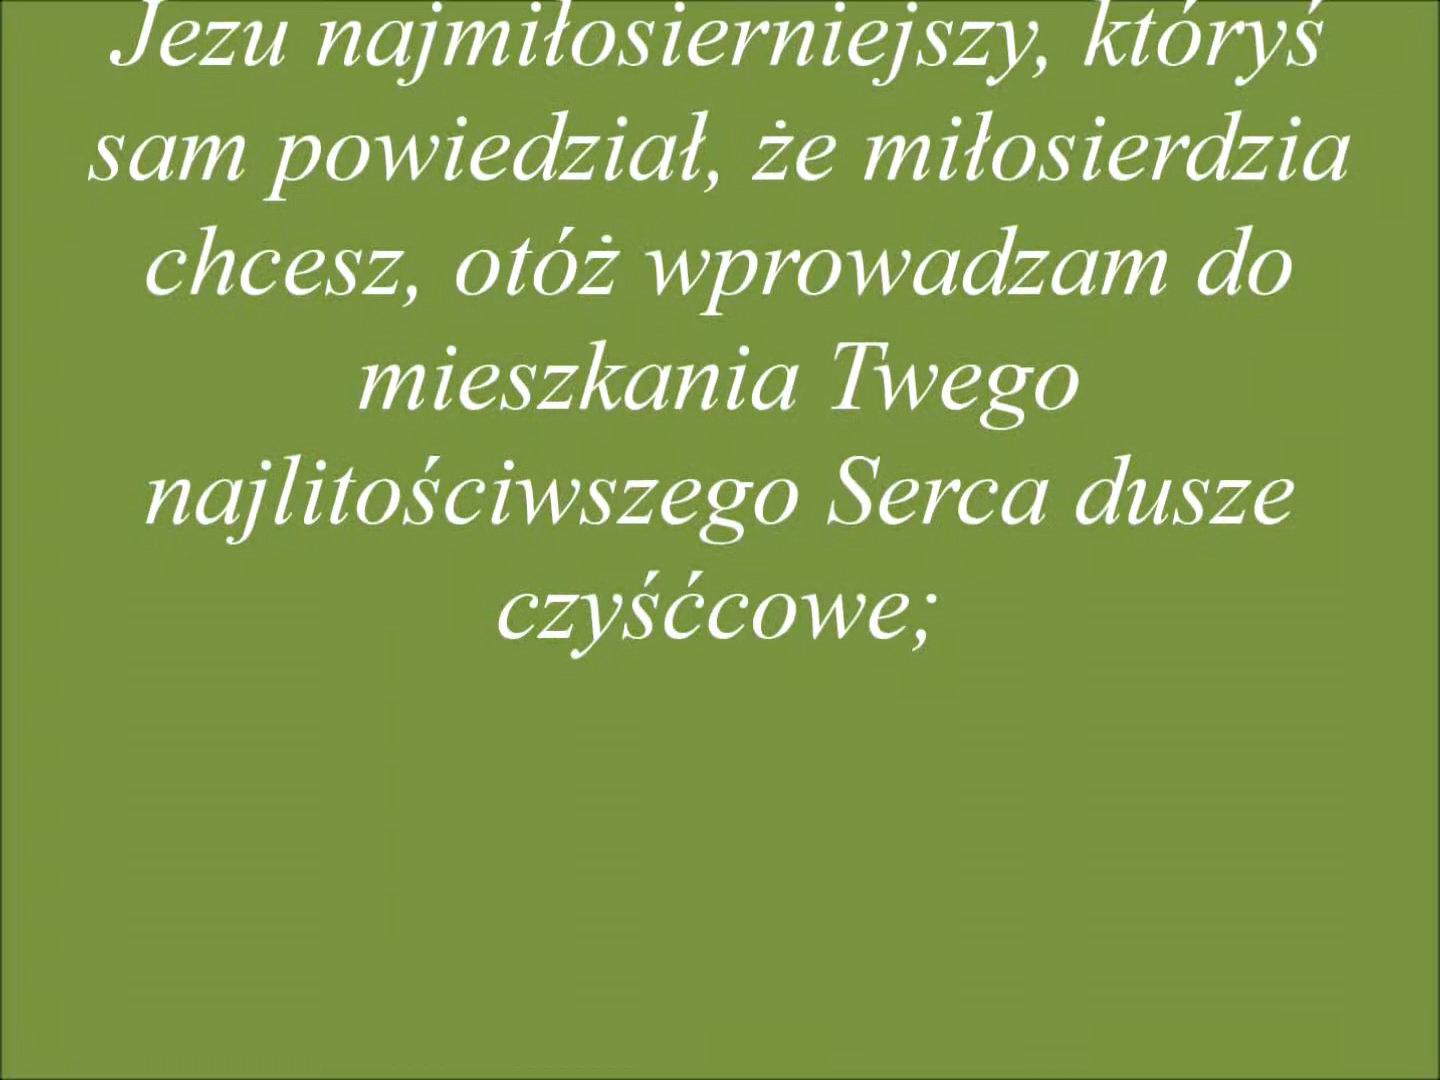 Jezu najmiłosierniejszy, któryś
sam powiedział, że miłosierdzia
chcesz, otóż wprowadzam do
mieszkania Twego
najlitościwszego Serca dusze
czyśćcowe;